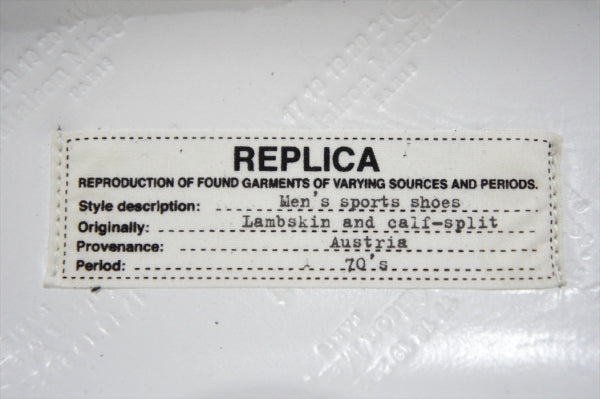 REPLICA
REPRODUCTION OF FOUND GARMENTS OF VARYING SOURCES AND PERIODS.
Style description: Men's sports shoes
Originally: Lambskin and calf-split
Provenance: Austria
Period: 70's